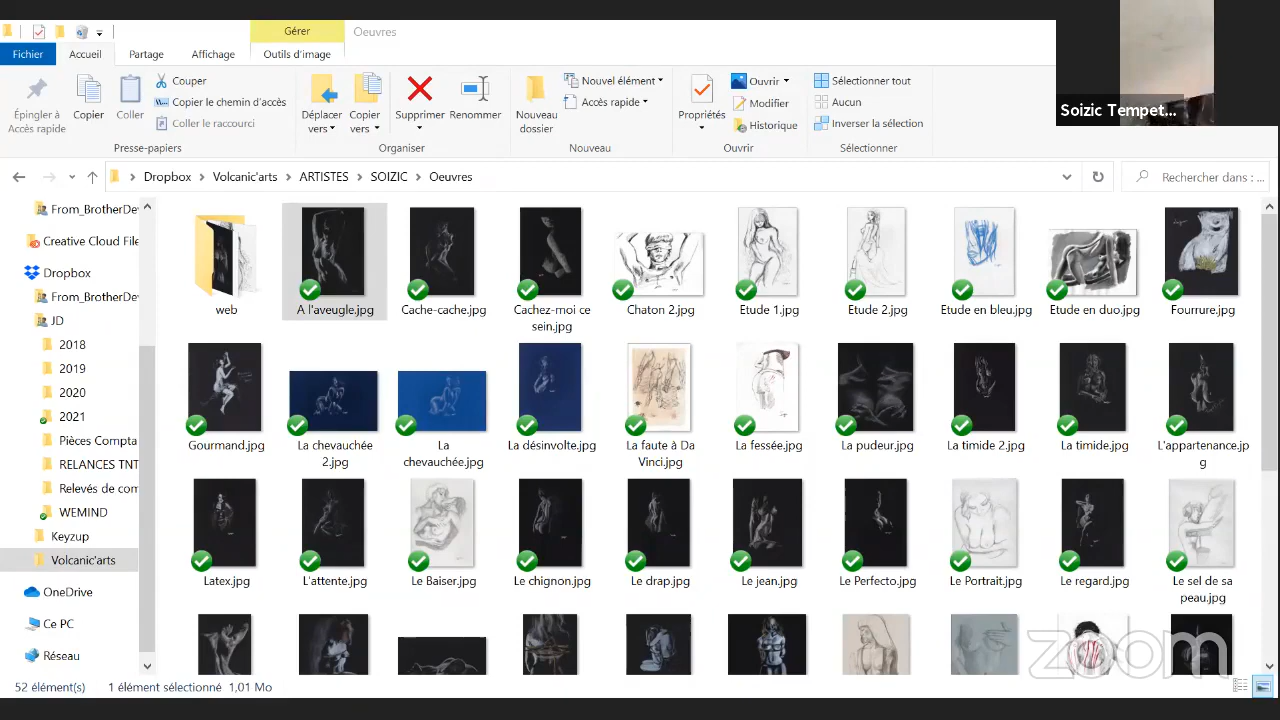 Gérer
Oeuvres
Fichier
Accueil
Partage
Affichage
Outils d'image
Épingler à
Accès rapide
Copier
Coller
Couper
Copier le chemin d'accès
Coller le raccourci
Presse-papiers
Déplacer
vers
Copier
vers
Supprimer
Renommer
Organiser
Nouveau
dossier
Nouvel élément
Accès rapide
Nouveau
Propriétés
Ouvrir
Modifier
Historique
Ouvrir
Sélectionner tout
Aucun
Inverser la sélection
Sélectionner
Soizic Tempet...
Dropbox
Volcanic'arts
ARTISTES
SOIZIC
Oeuvres
Rechercher dans : ...
From_BrotherDev
Creative Cloud File
Dropbox
From_BrotherDev
JD
2018
2019
2020
2021
Pièces Compta
RELANCES TNT
Relevés de com
WEMIND
Keyzup
Volcanic'arts
OneDrive
Ce PC
Réseau
web
A l'aveugle.jpg
Cache-cache.jpg
Cachez-moi ce
sein.jpg
Chaton 2.jpg
Etude 1.jpg
Etude 2.jpg
Etude en bleu.jpg
Etude en duo.jpg
Fourrure.jpg
Gourmand.jpg
La chevauchée
2.jpg
La
chevauchée.jpg
La désinvolte.jpg
La faute à Da
Vinci.jpg
La fessée.jpg
La pudeur.jpg
La timide 2.jpg
La timide.jpg
L'appartenance.jp
g
Latex.jpg
L'attente.jpg
Le Baiser.jpg
Le chignon.jpg
Le drap.jpg
Le jean.jpg
Le Perfecto.jpg
Le Portrait.jpg
Le regard.jpg
Le sel de sa
peau.jpg
zoom
52 élément(s)
1 élément sélectionné 1,01 Mo